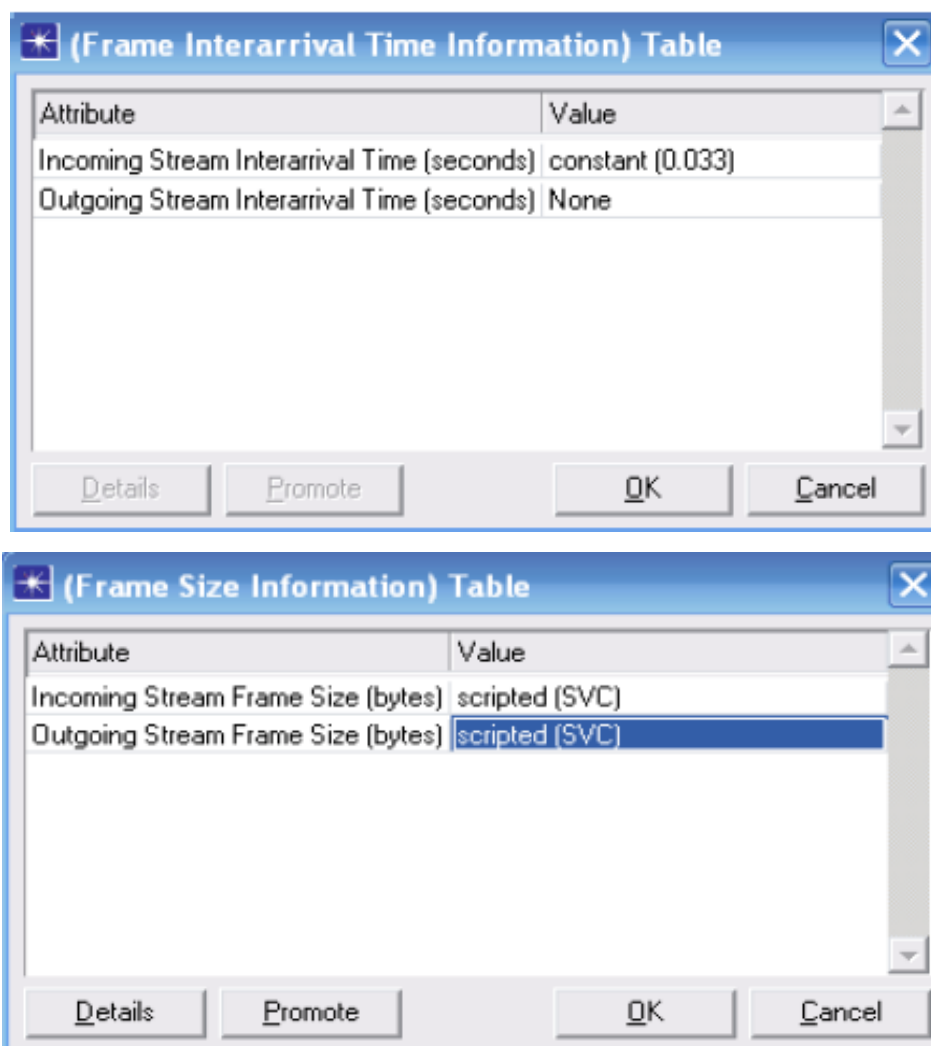 (Frame Interarrival Time Information) Table
Attribute Value
Incoming Stream Interarrival Time (seconds) constant (0.033)
Outgoing Stream Interarrival Time (seconds) None
Details Promote OK Cancel
(Frame Size Information) Table
Attribute Value
Incoming Stream Frame Size (bytes) scripted (SVC)
Outgoing Stream Frame Size (bytes) scripted (SVC)
Details Promote OK Cancel